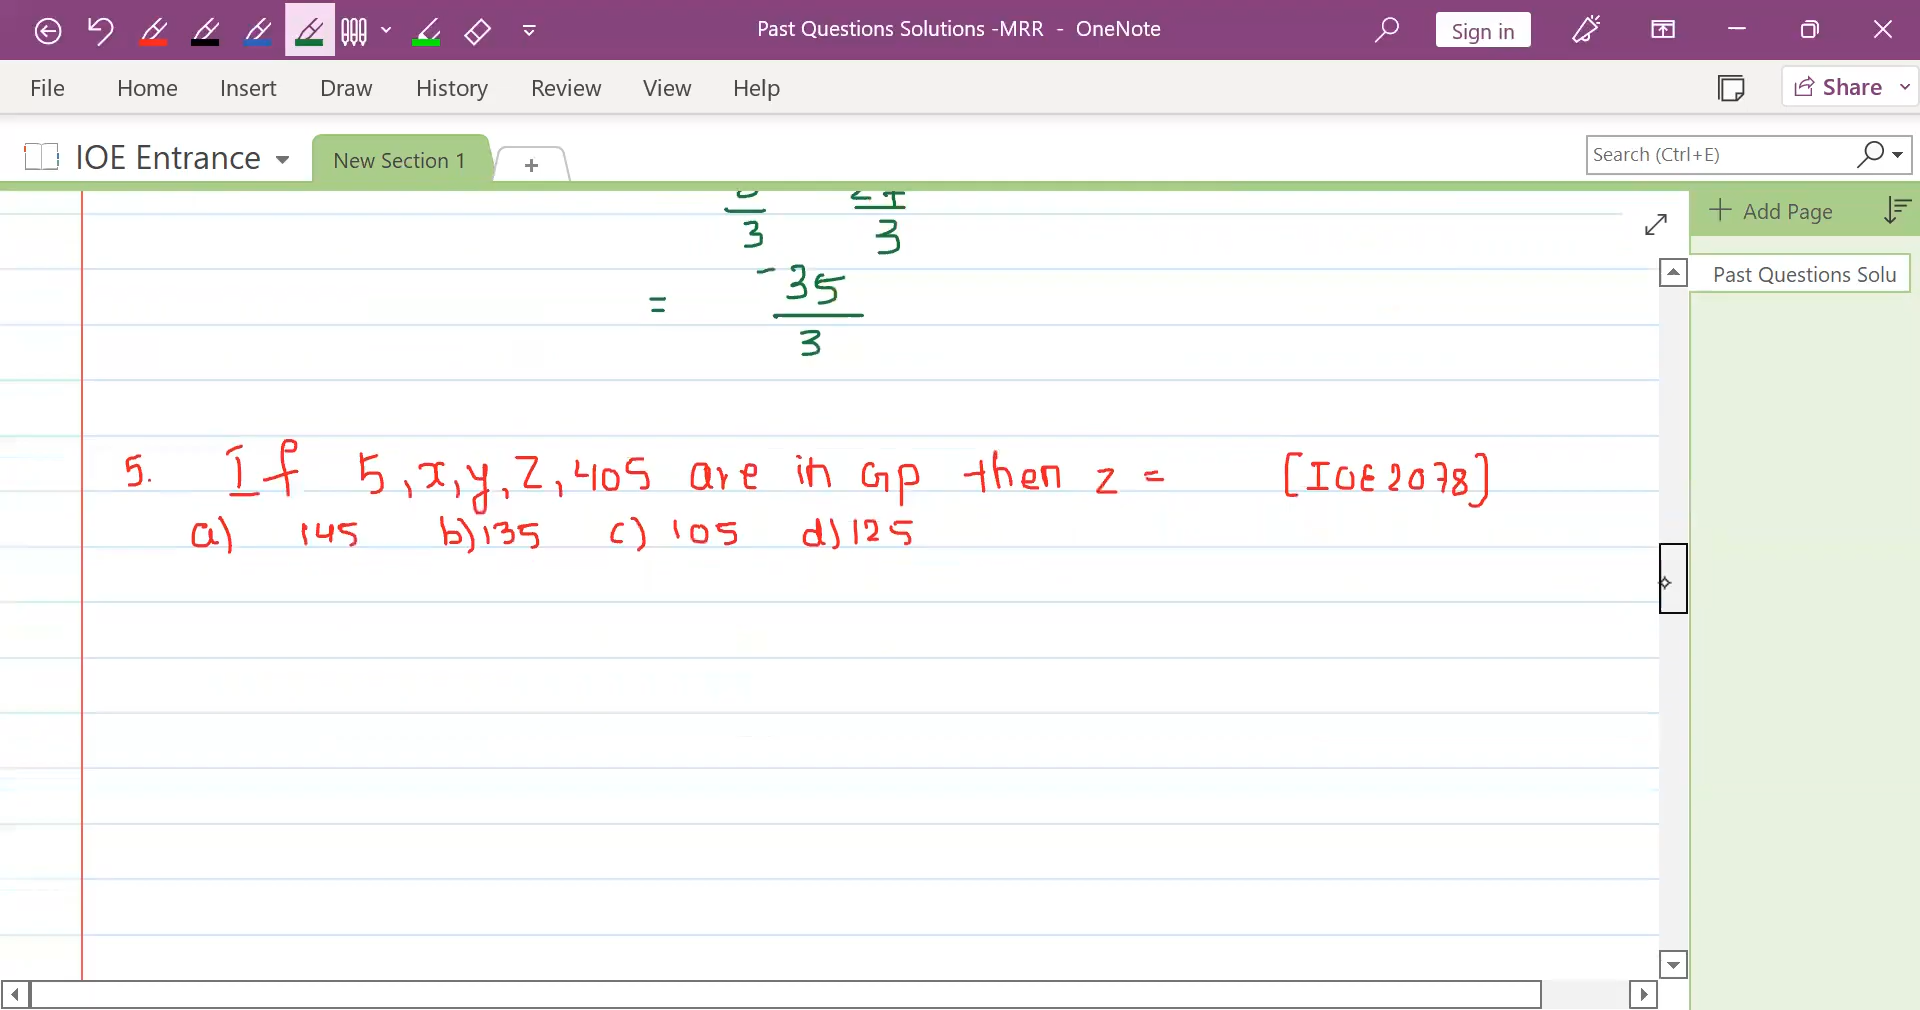 Past Questions Solutions -MRR - OneNote
Sign in
File Home Insert Draw History Review View Help
Share
IOE Entrance
New Section 1
+
Search (Ctrl+E)
+ Add Page
Past Questions Solu
3 3
= -35
3
5. If 5,x,y,z,405 are in GP then z = [IOE 2078]
a) 145 b) 135 c) 105 d) 125